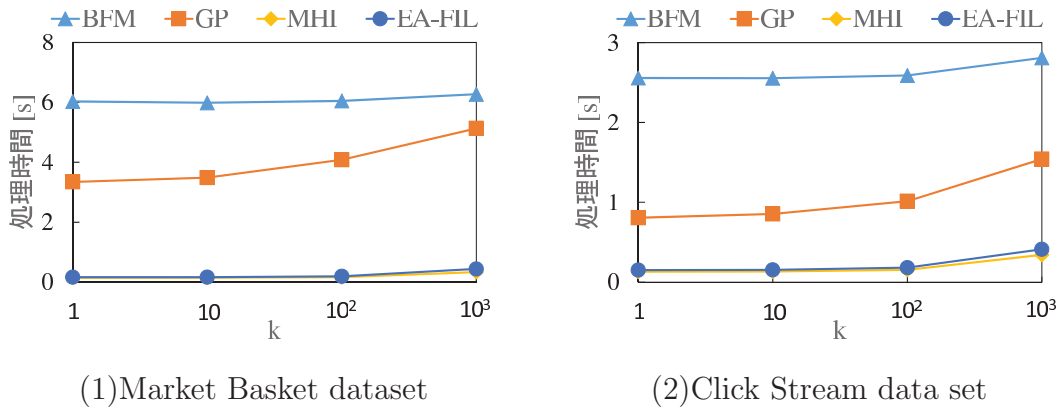 BFM GP MHI EA-FIL
8
6
4
2
0
処理時間 [s]
1 10 10² 10³
k
(1)Market Basket dataset
BFM GP MHI EA-FIL
3
2
1
0
処理時間 [s]
1 10 10² 10³
k
(2)Click Stream data set